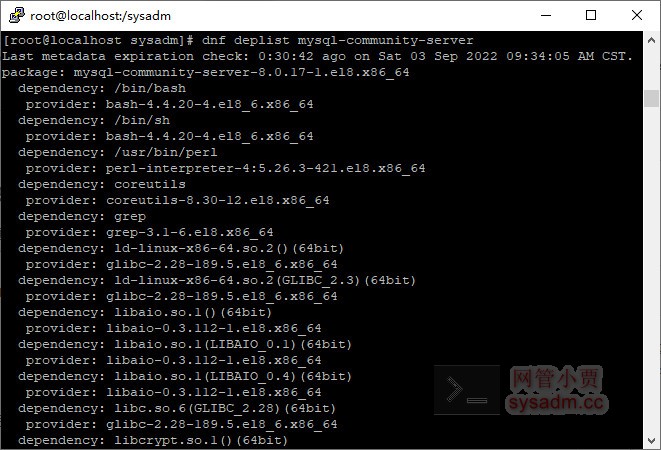 root@localhost:/sysadm
[root@localhost sysadm]# dnf deplist mysql-community-server
Last metadata expiration check: 0:30:42 ago on Sat 03 Sep 2022 09:34:05 AM CST.
package: mysql-community-server-8.0.17-1.el8.x86_64
  dependency: /bin/bash
   provider: bash-4.4.20-4.el8_6.x86_64
  dependency: /bin/sh
   provider: bash-4.4.20-4.el8_6.x86_64
  dependency: /usr/bin/perl
   provider: perl-interpreter-4:5.26.3-421.el8.x86_64
  dependency: coreutils
   provider: coreutils-8.30-12.el8.x86_64
  dependency: grep
   provider: grep-3.1-6.el8.x86_64
  dependency: ld-linux-x86-64.so.2()(64bit)
   provider: glibc-2.28-189.5.el8_6.x86_64
  dependency: ld-linux-x86-64.so.2(GLIBC_2.3)(64bit)
   provider: glibc-2.28-189.5.el8_6.x86_64
  dependency: libaio.so.1()(64bit)
   provider: libaio-0.3.112-1.el8.x86_64
  dependency: libaio.so.1(LIBAIO_0.1)(64bit)
   provider: libaio-0.3.112-1.el8.x86_64
  dependency: libaio.so.1(LIBAIO_0.4)(64bit)
   provider: libaio-0.3.112-1.el8.x86_64
  dependency: libc.so.6(GLIBC_2.28)(64bit)
   provider: glibc-2.28-189.5.el8_6.x86_64
  dependency: libcrypt.so.1()(64bit)
>_
网管小贾
sysadm.cc